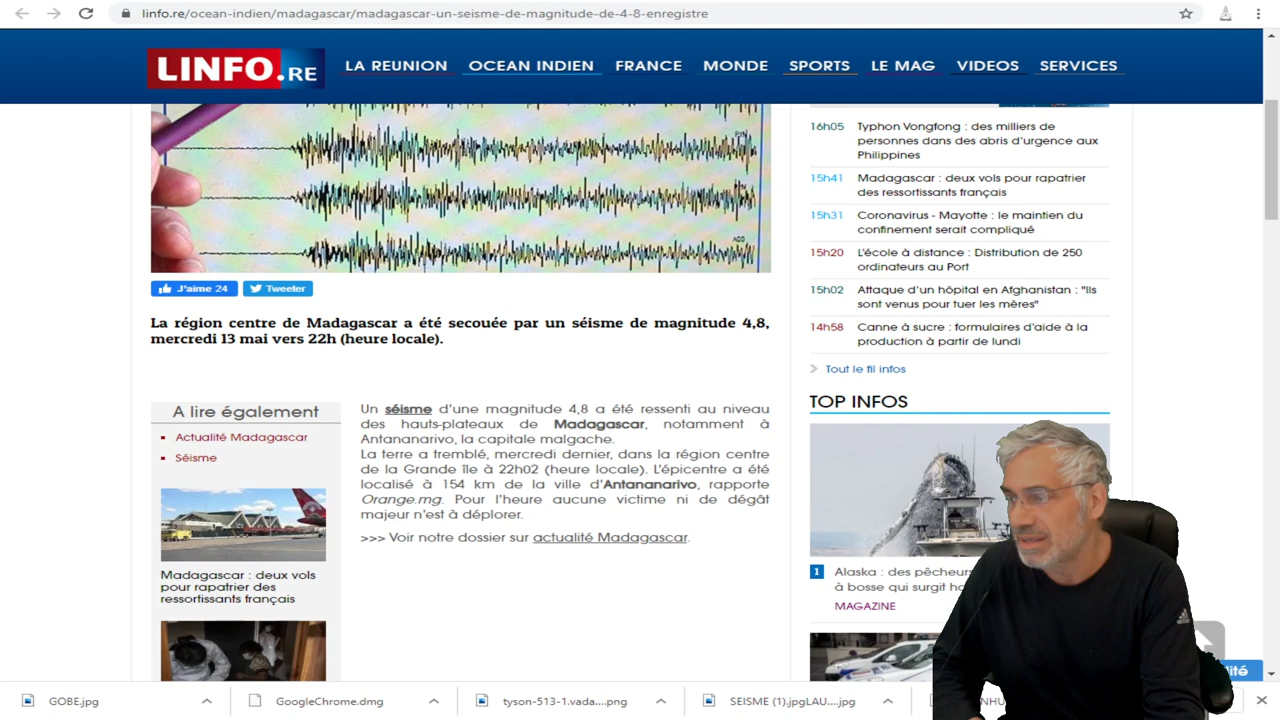 linfo.re/ocean-indien/madagascar/madagascar-un-seisme-de-magnitude-de-4-8-enregistre
LINFO.RE
LA REUNION
OCEAN INDIEN
FRANCE
MONDE
SPORTS
LE MAG
VIDEOS
SERVICES
J'aime 24
Tweeter
La région centre de Madagascar a été secouée par un séisme de magnitude 4,8,
mercredi 13 mai vers 22h (heure locale).
A lire également
Actualité Madagascar
Séisme
Madagascar : deux vols
pour rapatrier des
ressortissants français
Un séisme d'une magnitude 4,8 a été ressenti au niveau
des hauts-plateaux de Madagascar, notamment à
Antananarivo, la capitale malgache.
La terre a tremblé, mercredi dernier, dans la région centre
de la Grande île à 22h02 (heure locale). L'épicentre a été
localisé à 154 km de la ville d'Antananarivo, rapporte
Orange.mg. Pour l'heure aucune victime ni de dégât
majeur n'est à déplorer.
>>> Voir notre dossier sur actualité Madagascar.
16h05 Typhon Vongfong : des milliers de
personnes dans des abris d'urgence aux
Philippines
15h41 Madagascar : deux vols pour rapatrier
des ressortissants français
15h31 Coronavirus - Mayotte : le maintien du
confinement serait compliqué
15h20 L'école à distance : Distribution de 250
ordinateurs au Port
15h02 Attaque d'un hôpital en Afghanistan : "Ils
sont venus pour tuer les mères"
14h58 Canne à sucre : formulaires d'aide à la
production à partir de lundi
Tout le fil infos
TOP INFOS
1 Alaska : des pêcheurs
à bosse qui surgit
MAGAZINE
GOBE.jpg
GoogleChrome.dmg
tyson-513-1.vada....png
SEISME (1).jpgLAU....jpg